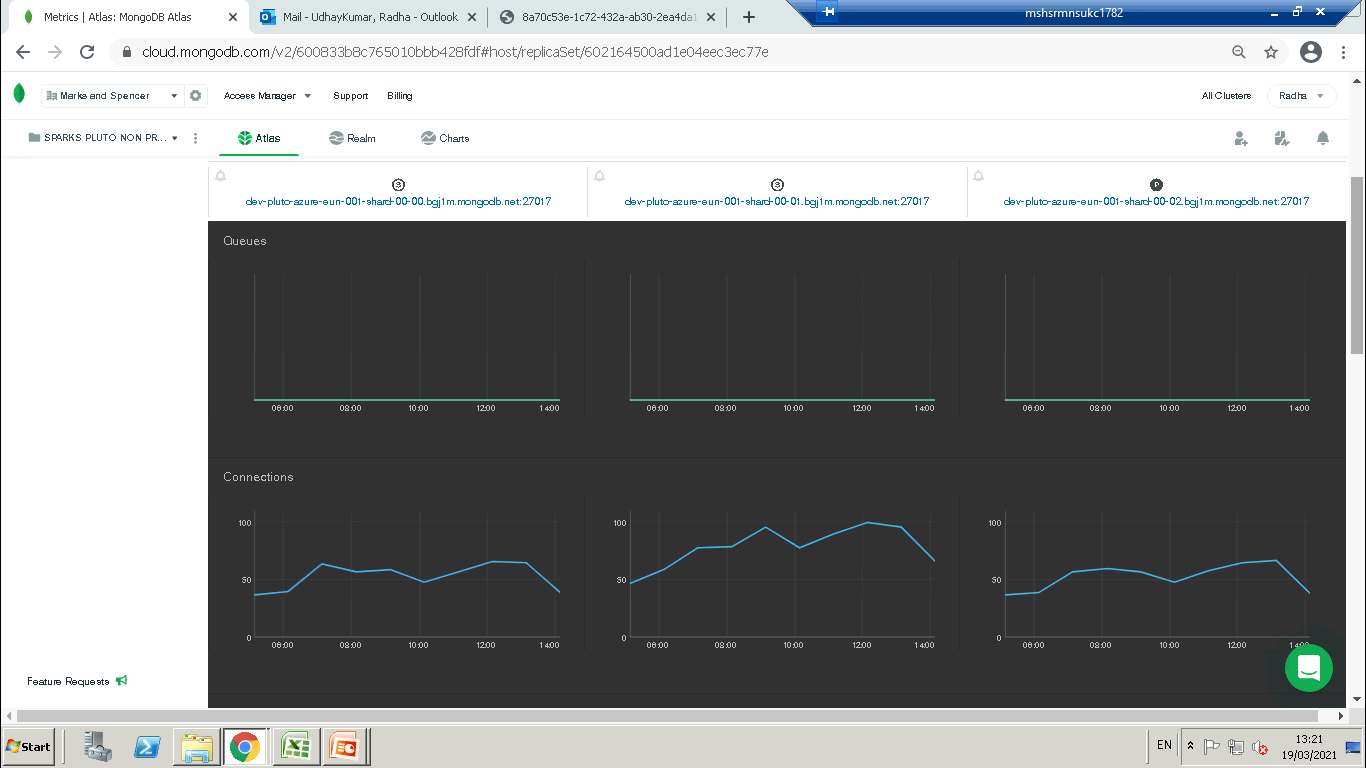 Metrics | Atlas: MongoDB Atlas
Mail - UdhayKumar, Radha - Outlook
8a70c53e-1c72-432a-ab30-2ea4da1
mshsrmnsukc1782
cloud.mongodb.com/v2/600833b8c765010bbb428fdf#host/replicaSet/602164500ad1e04eec3ec77e
Marks and Spencer
Access Manager
Support
Billing
All Clusters
Radha
SPARKS PLUTO NON PR...
Atlas
Realm
Charts
S
S
P
dev-pluto-azure-eun-001-shard-00-00.bgj1m.mongodb.net:27017
dev-pluto-azure-eun-001-shard-00-01.bgj1m.mongodb.net:27017
dev-pluto-azure-eun-001-shard-00-02.bgj1m.mongodb.net:27017
Queues
06:00 08:00 10:00 12:00 14:00
06:00 08:00 10:00 12:00 14:00
06:00 08:00 10:00 12:00 14:00
Connections
100
50
0
06:00 08:00 10:00 12:00 14:00
100
50
0
06:00 08:00 10:00 12:00 14:00
100
50
0
06:00 08:00 10:00 12:00 14:00
Feature Requests
Start
EN
13:21
19/03/2021